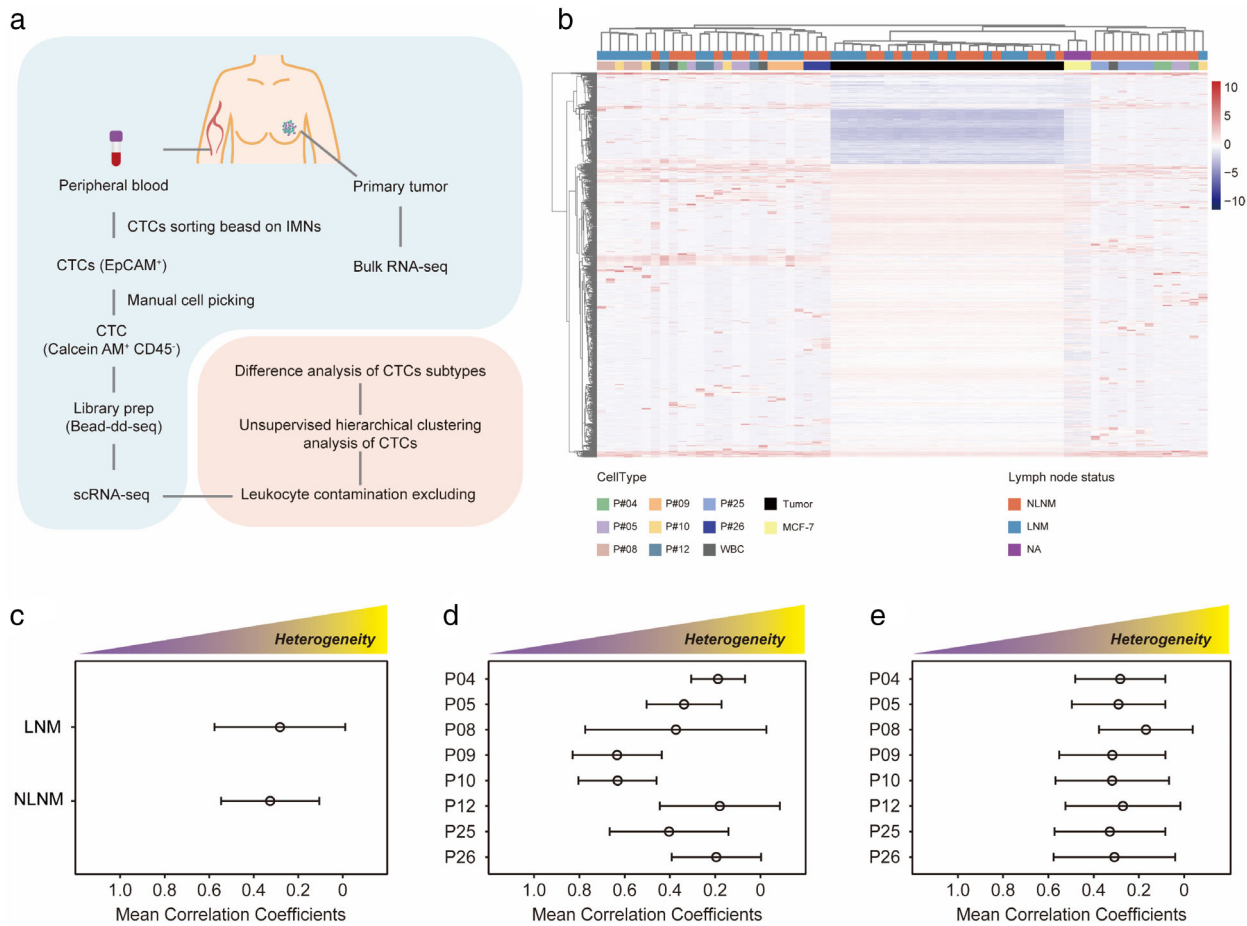 a
Peripheral blood
Primary tumor
CTCs sorting beasd on IMNs
CTCs (EpCAM⁺)
Bulk RNA-seq
Manual cell picking
CTC
(Calcein AM⁺ CD45⁻)
Difference analysis of CTCs subtypes
Library prep
(Bead-dd-seq)
Unsupervised hierarchical clustering
analysis of CTCs
scRNA-seq
Leukocyte contamination excluding
b
10
5
0
-5
-10
CellType
P#04 P#09 P#25 Tumor
P#05 P#10 P#26 MCF-7
P#08 P#12 WBC
Lymph node status
NLNM
LNM
NA
c
Heterogeneity
LNM
NLNM
1.0 0.8 0.6 0.4 0.2 0
Mean Correlation Coefficients
d
Heterogeneity
P04
P05
P08
P09
P10
P12
P25
P26
1.0 0.8 0.6 0.4 0.2 0
Mean Correlation Coefficients
e
Heterogeneity
P04
P05
P08
P09
P10
P12
P25
P26
1.0 0.8 0.6 0.4 0.2 0
Mean Correlation Coefficients